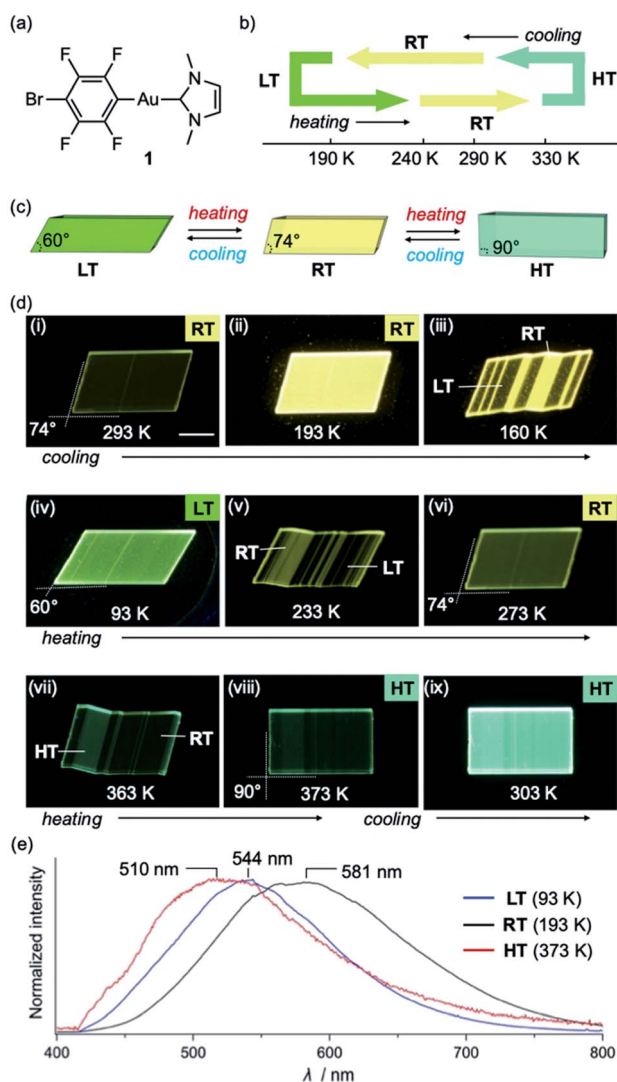 (a)
F F
Br Au N
N
F F
1
(b)
RT cooling
LT HT
heating RT
190 K 240 K 290 K 330 K
(c)
60° heating 74° heating 90°
cooling cooling
LT RT HT
(d)
(i) RT (ii) RT (iii) RT
LT
74° 293 K 193 K 160 K
cooling
(iv) LT (v) (vi) RT
RT LT
60° 93 K 233 K 74° 273 K
heating
(vii) (viii) HT (ix) HT
HT RT
363 K 90° 373 K 303 K
heating cooling
(e)
510 nm 544 nm 581 nm
LT (93 K)
RT (193 K)
HT (373 K)
Normalized intensity
400 500 600 700 800
λ / nm